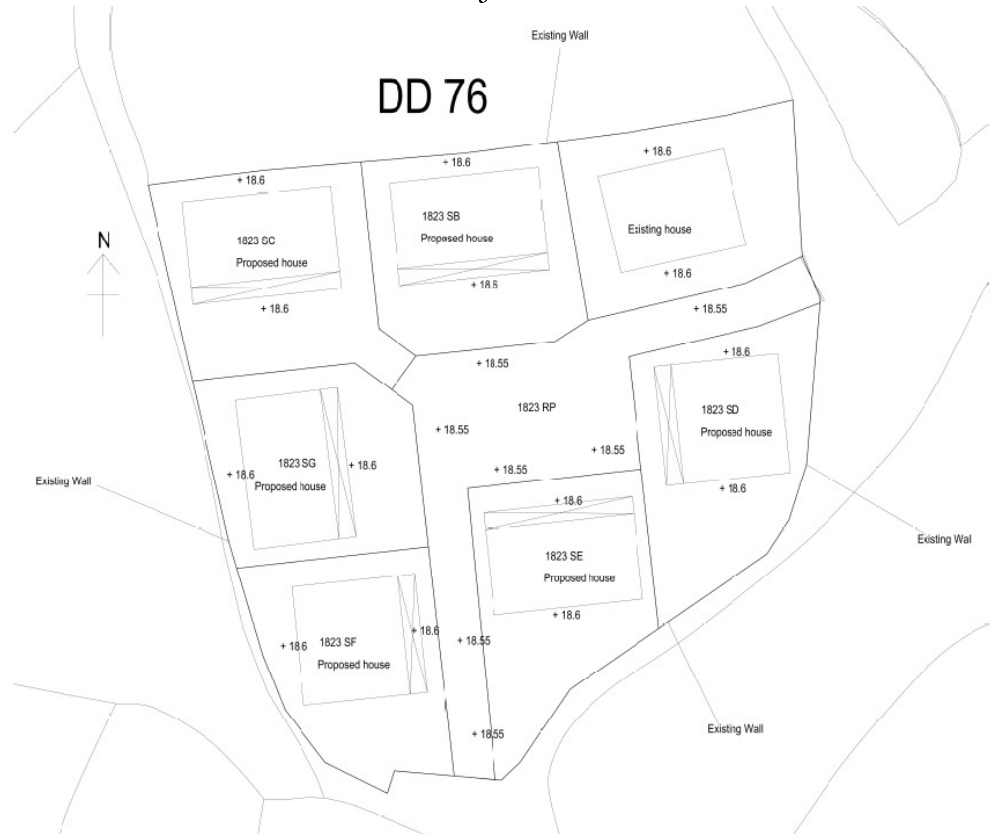 Existing Wall
DD 76
+ 18.6
+ 18.6
+ 18.6
1823 SB
Proposed house
Existing house
1823 SC
Proposed house
N
+ 18.6
+ 18.6
+ 18.6
+ 18.55
+ 18.55
+ 18.6
1823 RP
1823 SD
Proposed house
+ 18.55
+ 18.55
1823 SG
Proposed house
+ 18.6
+ 18.6
+ 18.55
Existing Wall
+ 18.6
+ 18.6
Existing Wal
1823 SE
Proposed house
+ 18.6
+ 18.6
+ 18.6
1823 SF
Proposed house
+ 18.55
+ 18.55
Existing Wall